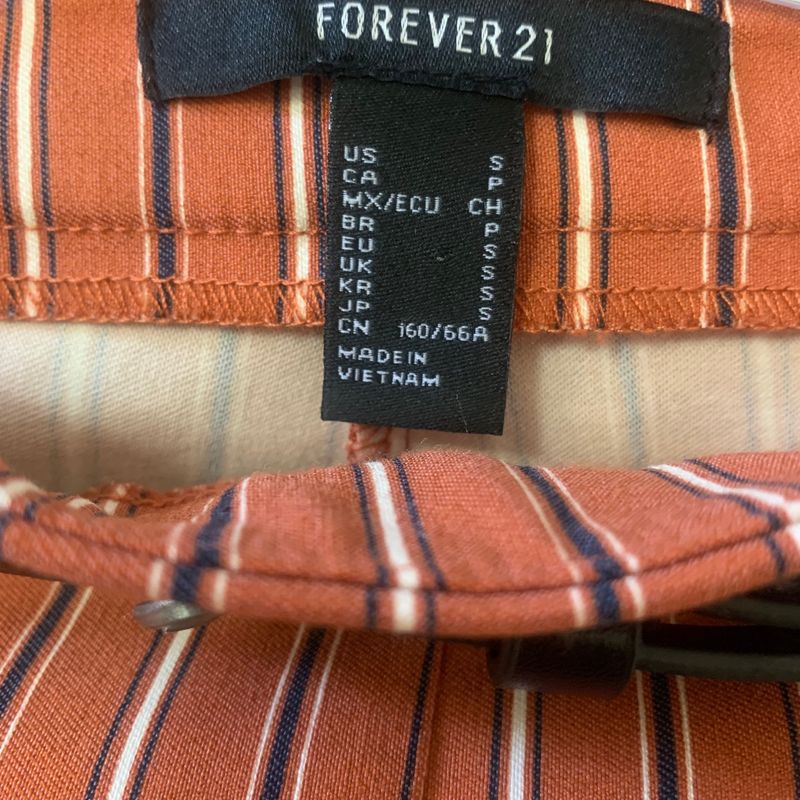 FOREVER 21
US S
CA P
MX/ECU CH
BR P
EU S
UK S
KR S
JP S
CN 160/66A
MADE IN
VIETNAM